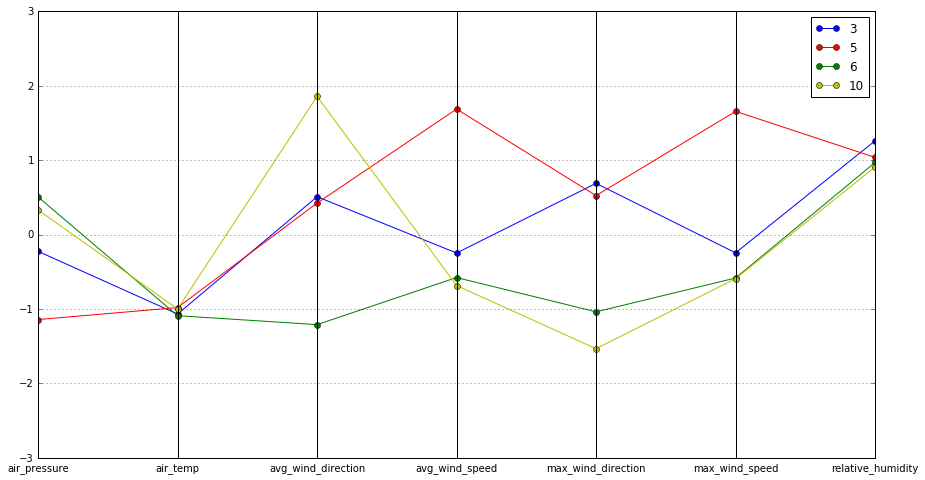 3
2
1
0
−1
−2
−3
air_pressure
air_temp
avg_wind_direction
avg_wind_speed
max_wind_direction
max_wind_speed
relative_humidity
3
5
6
10